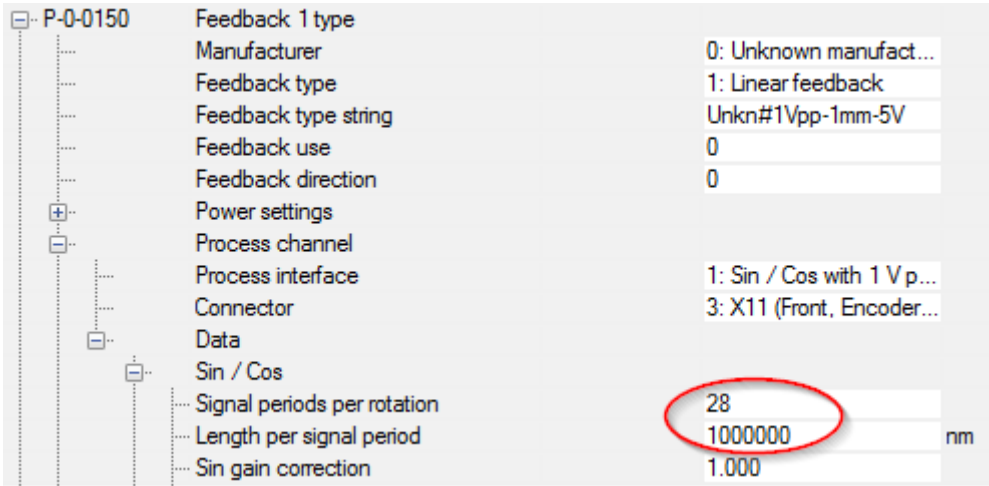 P-0-0150 Feedback 1 type
Manufacturer 0: Unknown manufact...
Feedback type 1: Linear feedback
Feedback type string Unkn#1Vpp-1mm-5V
Feedback use 0
Feedback direction 0
Power settings
Process channel
Process interface 1: Sin / Cos with 1 V p...
Connector 3: X11 (Front, Encoder...
Data
Sin / Cos
Signal periods per rotation 28
Length per signal period 1000000 nm
Sin gain correction 1.000